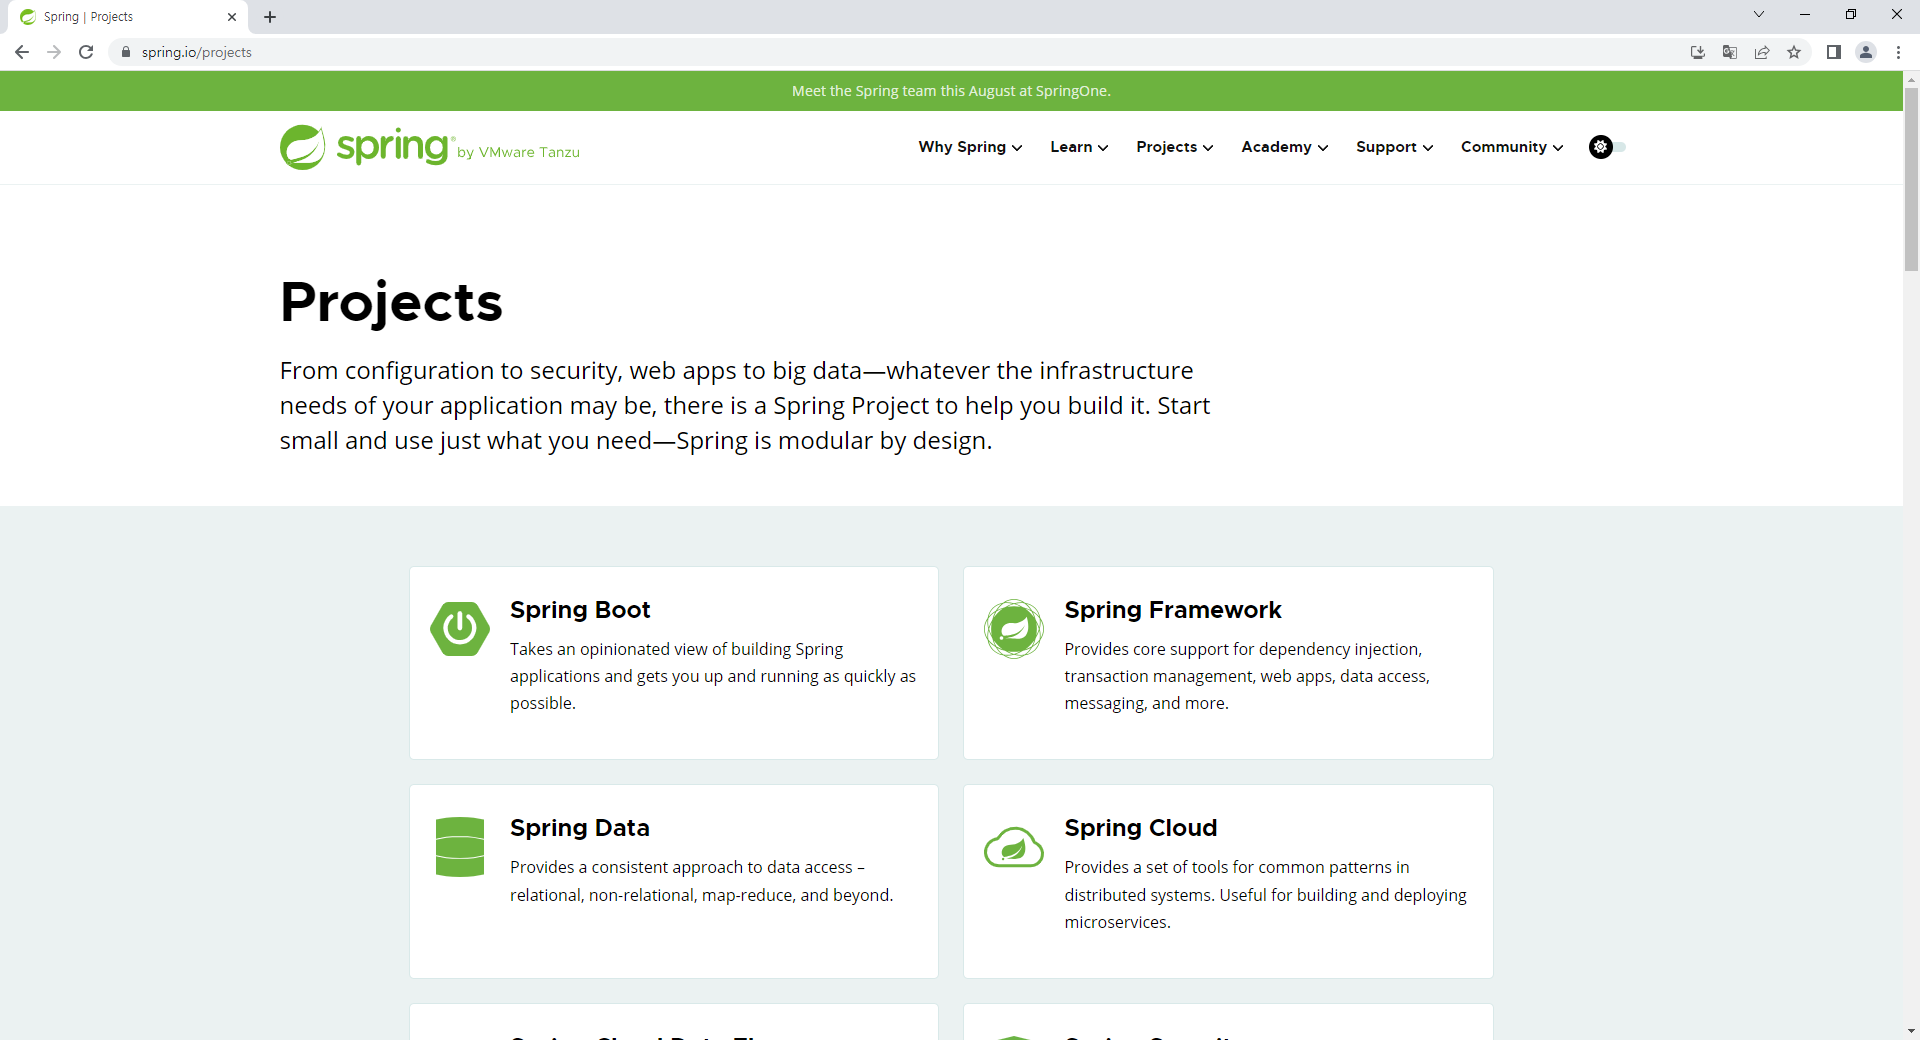 Spring | Projects
spring.io/projects
Meet the Spring team this August at SpringOne.
spring® by VMware Tanzu
Why Spring
Learn
Projects
Academy
Support
Community
Projects
From configuration to security, web apps to big data—whatever the infrastructure
needs of your application may be, there is a Spring Project to help you build it. Start
small and use just what you need—Spring is modular by design.
Spring Boot
Takes an opinionated view of building Spring
applications and gets you up and running as quickly as
possible.
Spring Framework
Provides core support for dependency injection,
transaction management, web apps, data access,
messaging, and more.
Spring Data
Provides a consistent approach to data access –
relational, non-relational, map-reduce, and beyond.
Spring Cloud
Provides a set of tools for common patterns in
distributed systems. Useful for building and deploying
microservices.
Spring Cloud Data Flow
Spring Security